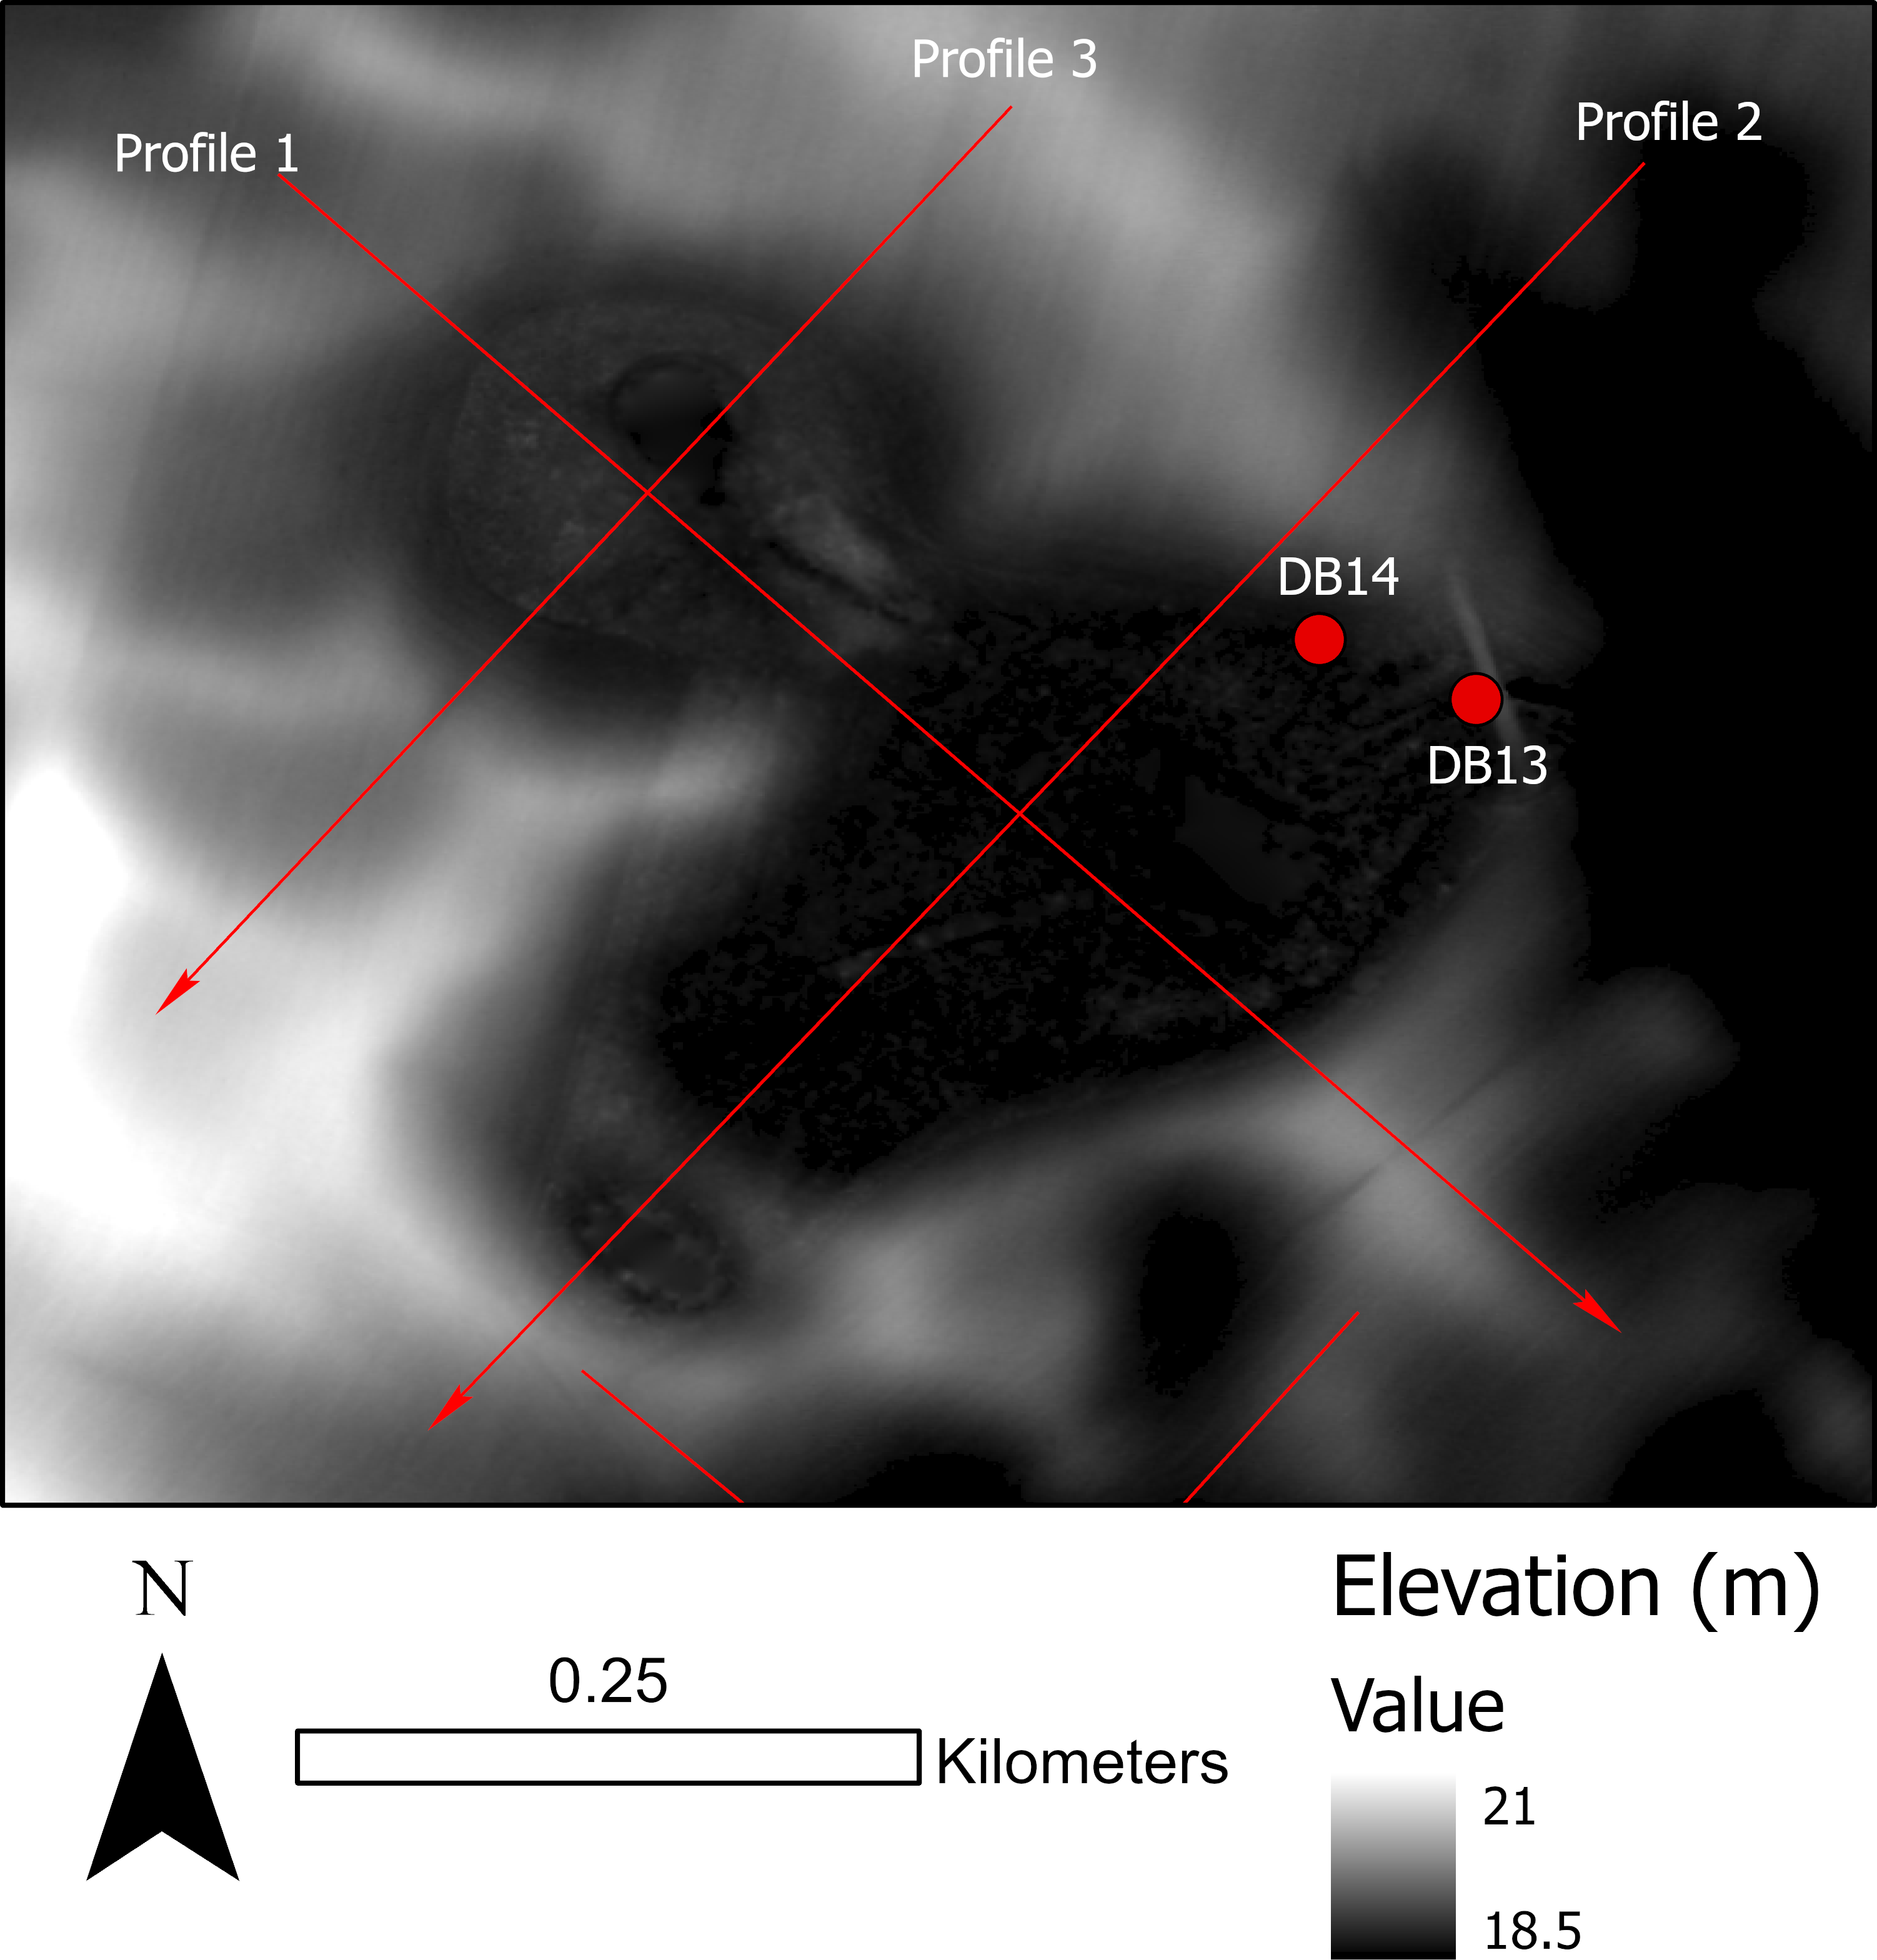 Profile 3
Profile 2
Profile 1
DB14
DB13
N
0.25
Kilometers
Elevation (m)
Value
21
18.5